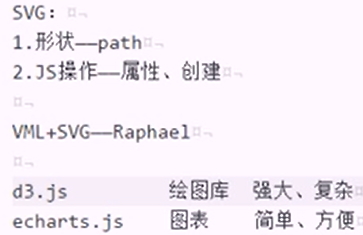 SVG：
1.形状——path
2.JS操作——属性、创建
VML+SVG——Raphael
d3.js 绘图库 强大、复杂
echarts.js 图表 简单、方便